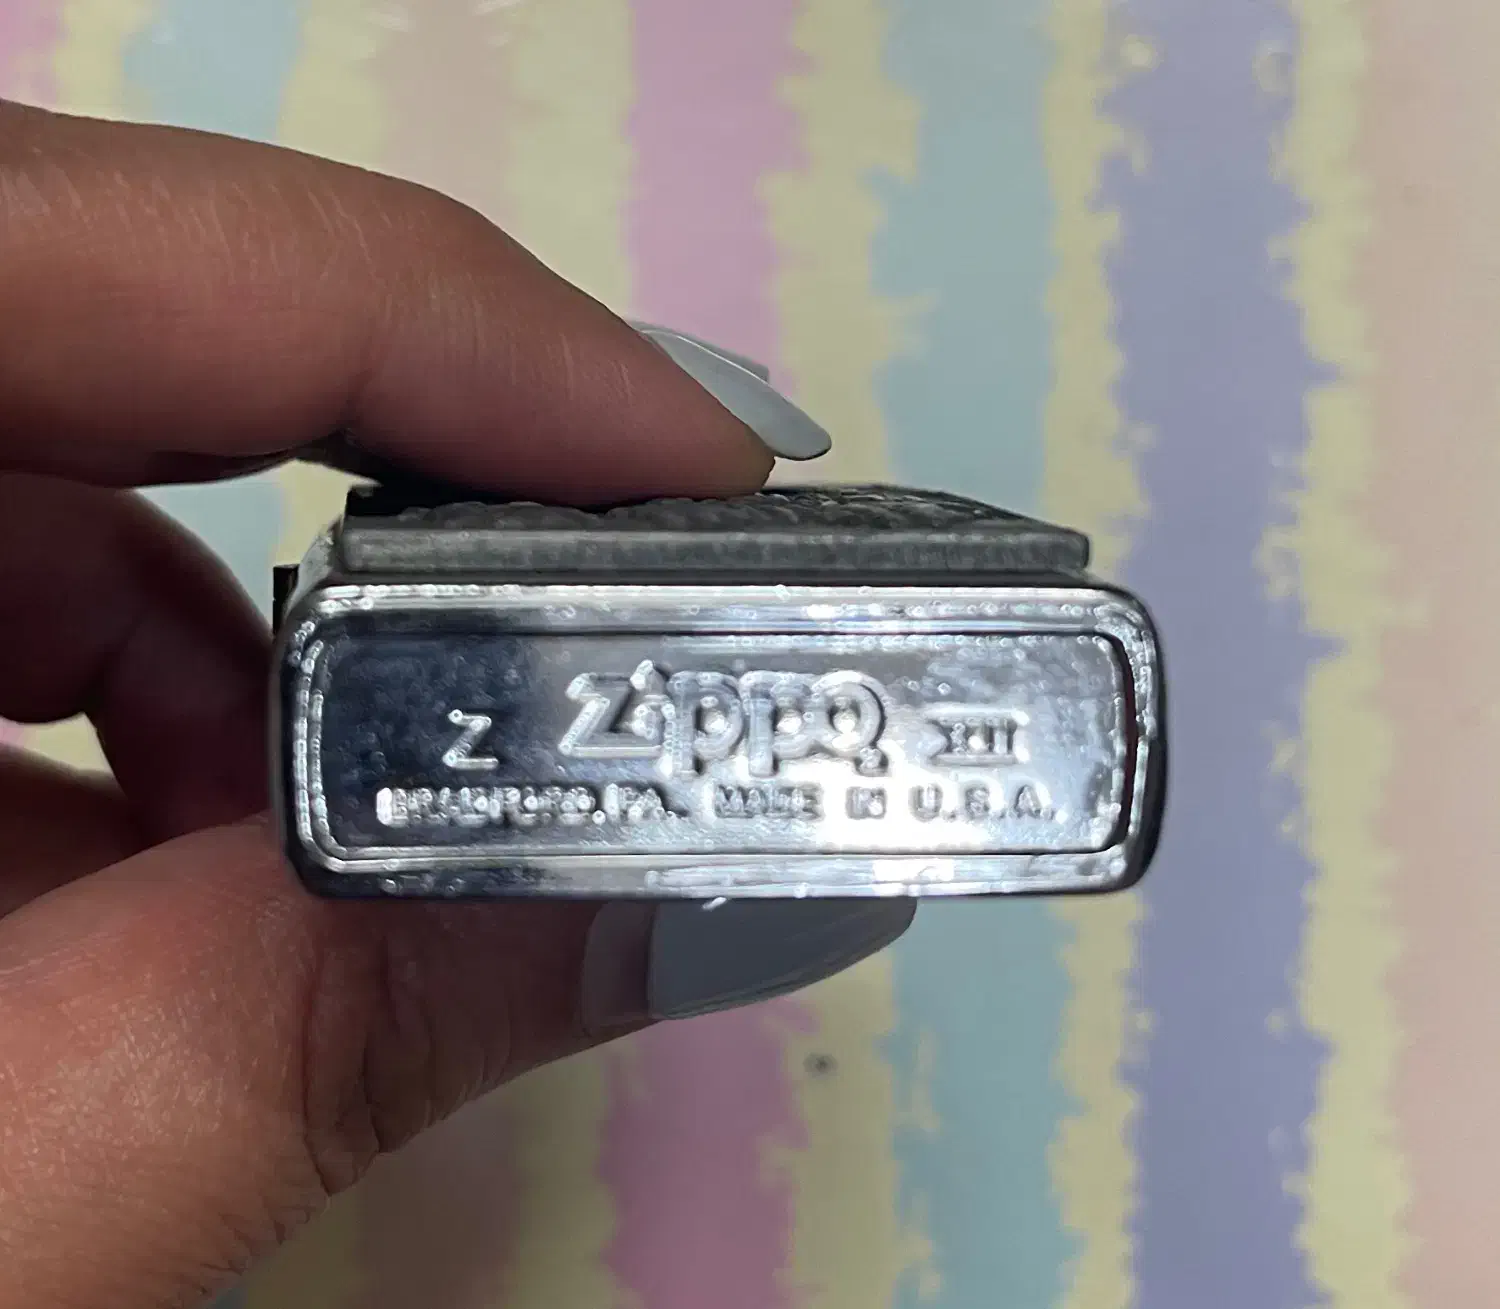 Z Zippo XII
BRADFORD, PA. MADE IN U.S.A.